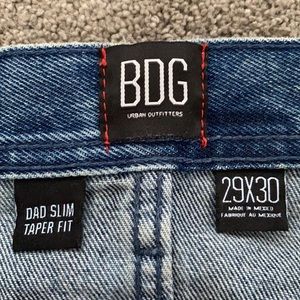 BDG
URBAN OUTFITTERS
DAD SLIM
TAPER FIT
29X30
MADE IN MEXICO
FABRIQUÉ AU MEXIQUE